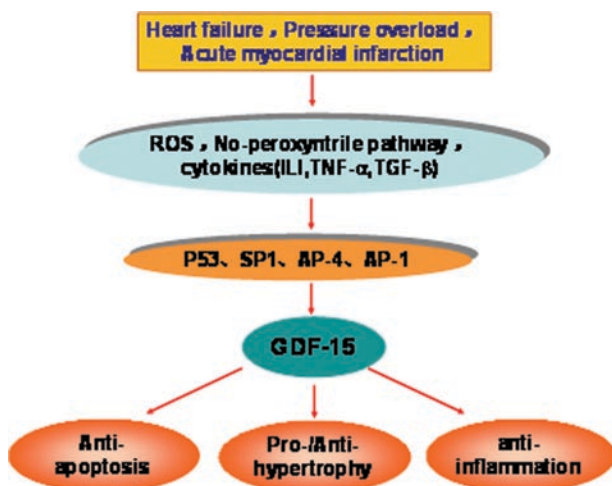 Heart failure、Pressure overload、
Acute myocardial infarction
ROS、No-peroxyntrile pathway、
cytokines(ILI,TNF-α,TGF-β)
P53、SP1、AP-4、AP-1
GDF-15
Anti-
apoptosis
Pro-/Anti-
hypertrophy
anti-
inflammation